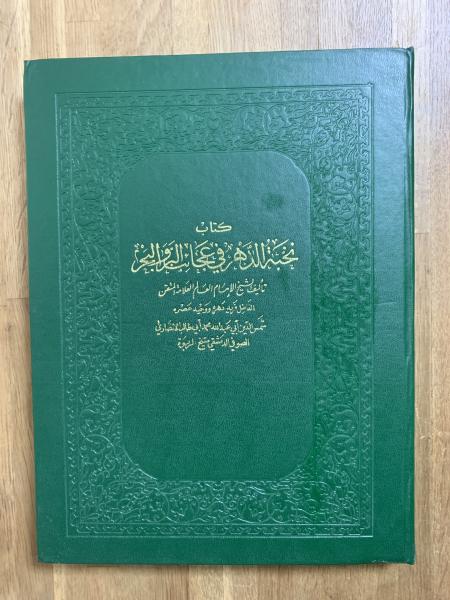 كتاب
نخبة الدهر في عجائب البر والبحر
تأليف الشيخ الإمام العالم العلامة المتقن
الفاضل فريد دهره ووحيد عصره
شمس الدين أبي عبد الله محمد أبي طالب الأنصاري
الصوفي الدمشقي شيخ الربوة